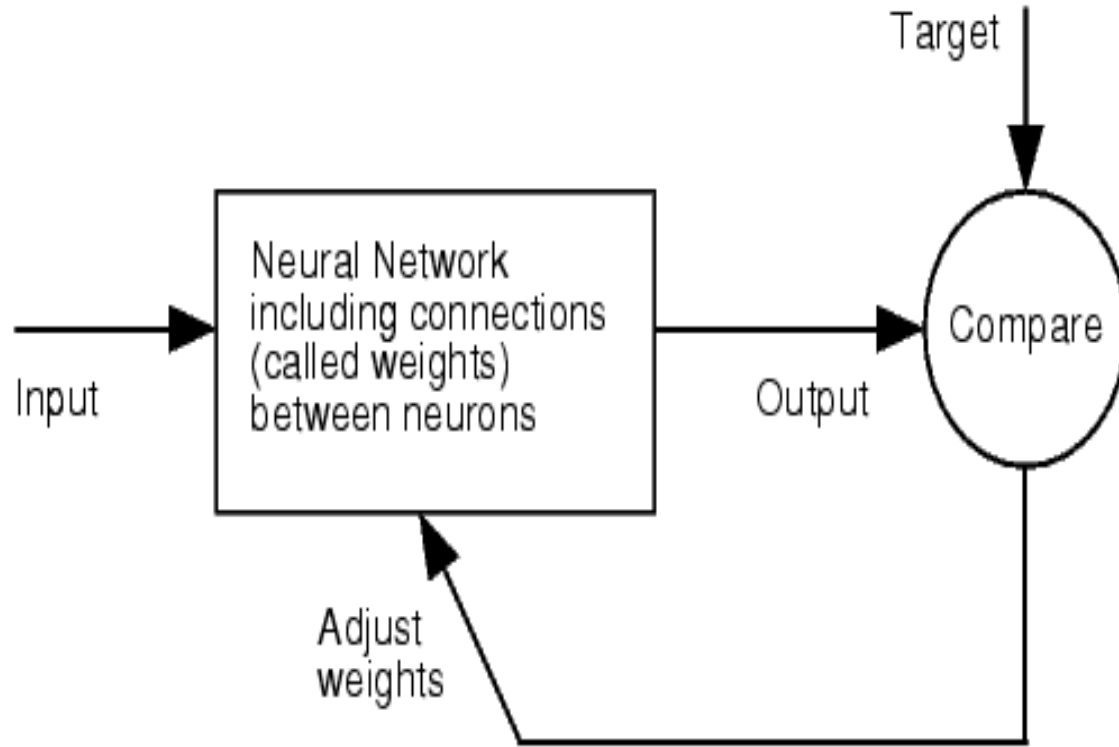 Target
Neural Network
including connections
(called weights)
between neurons
Compare
Input
Output
Adjust
weights